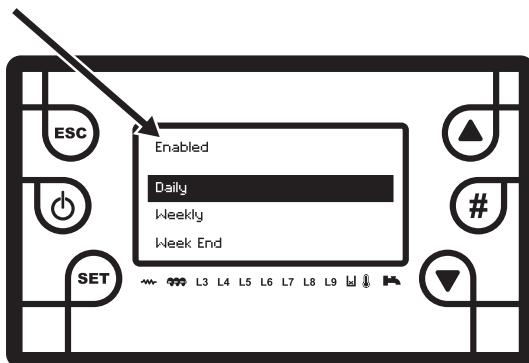 ESC
Enabled
Daily
#
Weekly
Week End
SET
L3 L4 L5 L6 L7 L8 L9